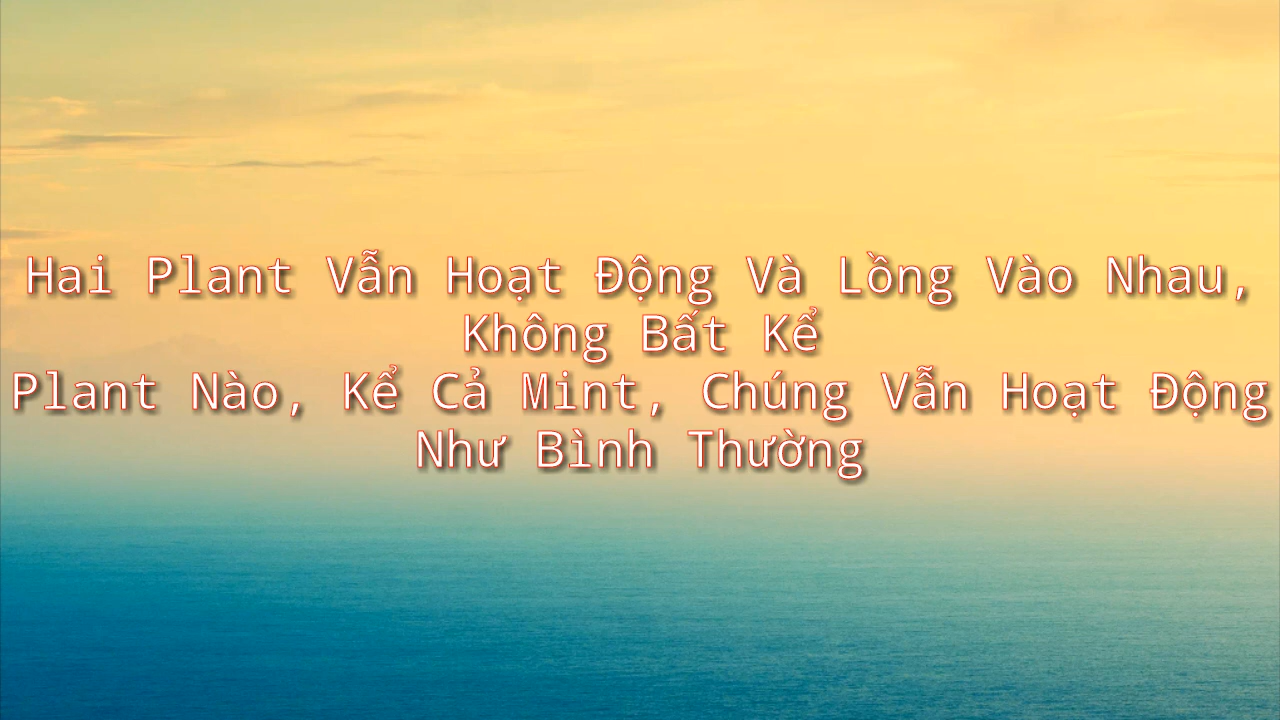 Hai Plant Vẫn Hoạt Động Và Lồng Vào Nhau,
Không Bất Kể
Plant Nào, Kể Cả Mint, Chúng Vẫn Hoạt Động
Như Bình Thường